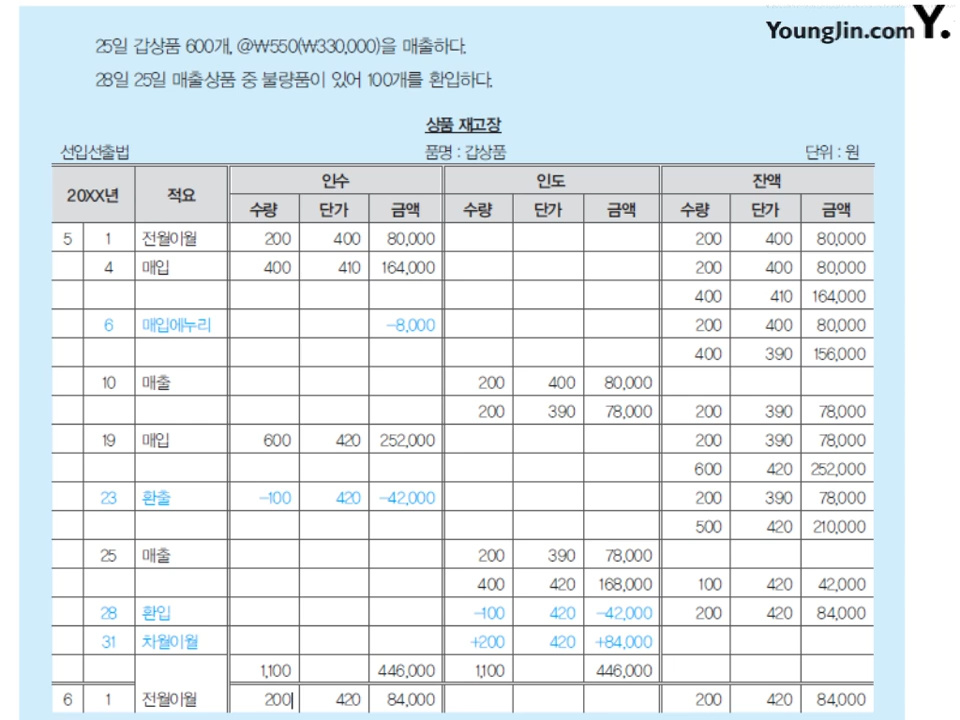 YoungJin.com Y.
25일 갑상품 600개, @₩550(₩330,000)을 매출하다.
28일 25일 매출상품 중 불량품이 있어 100개를 환입하다.
상품 재고장
선입선출법 품명 : 갑상품 단위 : 원
20XX년 적요 인수 인도 잔액
수량 단가 금액 수량 단가 금액 수량 단가 금액
5 1 전월이월 200 400 80,000 200 400 80,000
4 매입 400 410 164,000 200 400 80,000
400 410 164,000
6 매입에누리 -8,000 200 400 80,000
400 390 156,000
10 매출 200 400 80,000
200 390 78,000 200 390 78,000
19 매입 600 420 252,000 200 390 78,000
600 420 252,000
23 환출 -100 420 -42,000 200 390 78,000
500 420 210,000
25 매출 200 390 78,000
400 420 168,000 100 420 42,000
28 환입 -100 420 -42,000 200 420 84,000
31 차월이월 +200 420 +84,000
1,100 446,000 1,100 446,000
6 1 전월이월 200 420 84,000 200 420 84,000